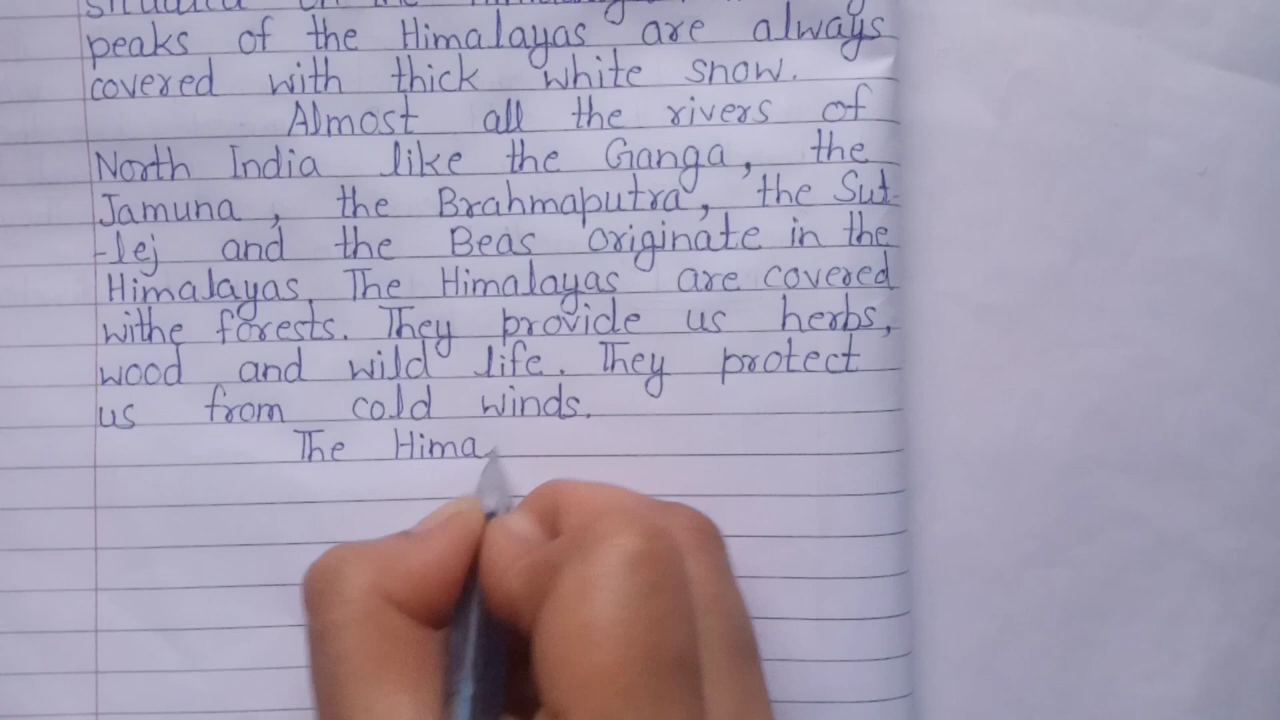 situated on the
peaks of the Himalayas are always
covered with thick white snow.
Almost all the rivers of
North India like the Ganga, the
Jamuna, the Brahmaputra, the Sut-
-lej and the Beas originate in the
Himalayas. The Himalayas are covered
withe forests. They provide us herbs,
wood and wild life. They protect
us from cold winds.
The Hima